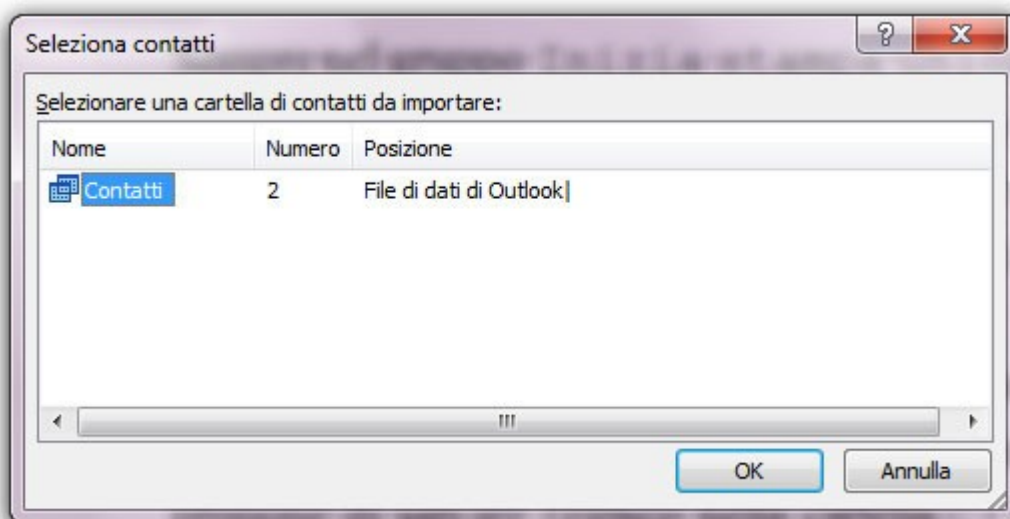 Seleziona contatti
Selezionare una cartella di contatti da importare:
Nome Numero Posizione
Contatti 2 File di dati di Outlook
OK Annulla